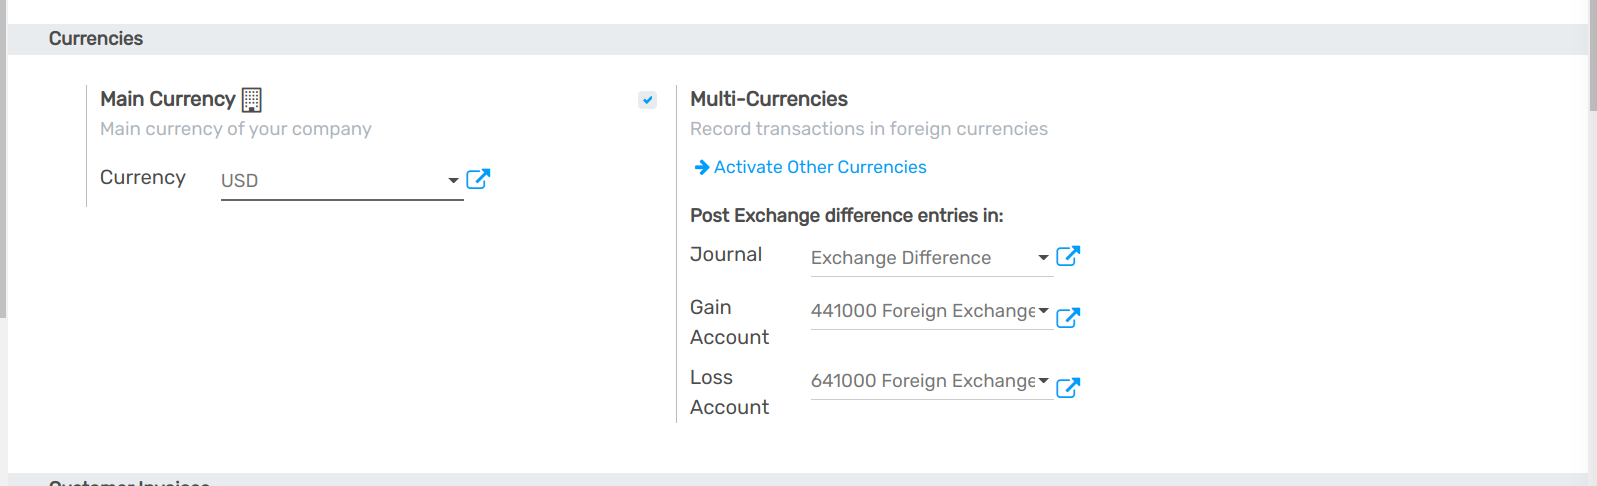 Currencies
Main Currency
Main currency of your company
Currency
USD
Multi-Currencies
Record transactions in foreign currencies
Activate Other Currencies
Post Exchange difference entries in:
Journal
Exchange Difference
Gain
Account
441000 Foreign Exchange
Loss
Account
641000 Foreign Exchange
Customer Invoices